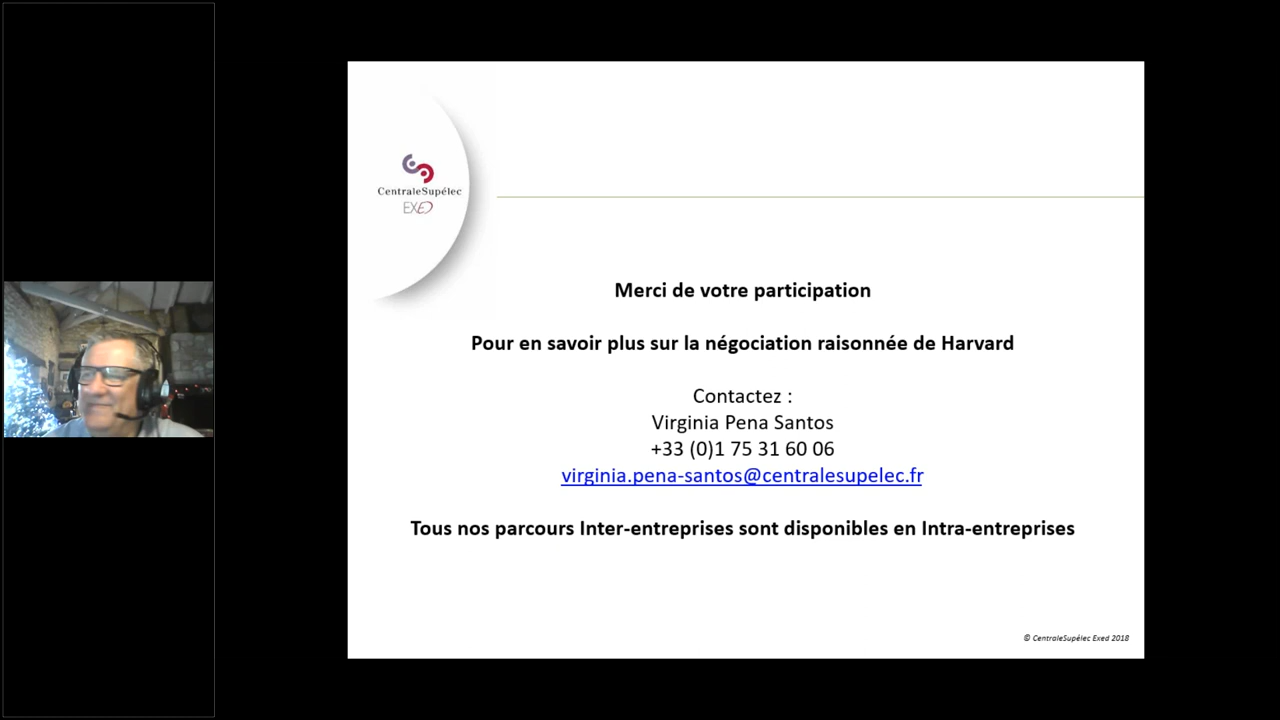 CentraleSupélec
EXED
Merci de votre participation
Pour en savoir plus sur la négociation raisonnée de Harvard
Contactez :
Virginia Pena Santos
+33 (0)1 75 31 60 06
virginia.pena-santos@centralesupelec.fr
Tous nos parcours Inter-entreprises sont disponibles en Intra-entreprises
© CentraleSupélec Exed 2018